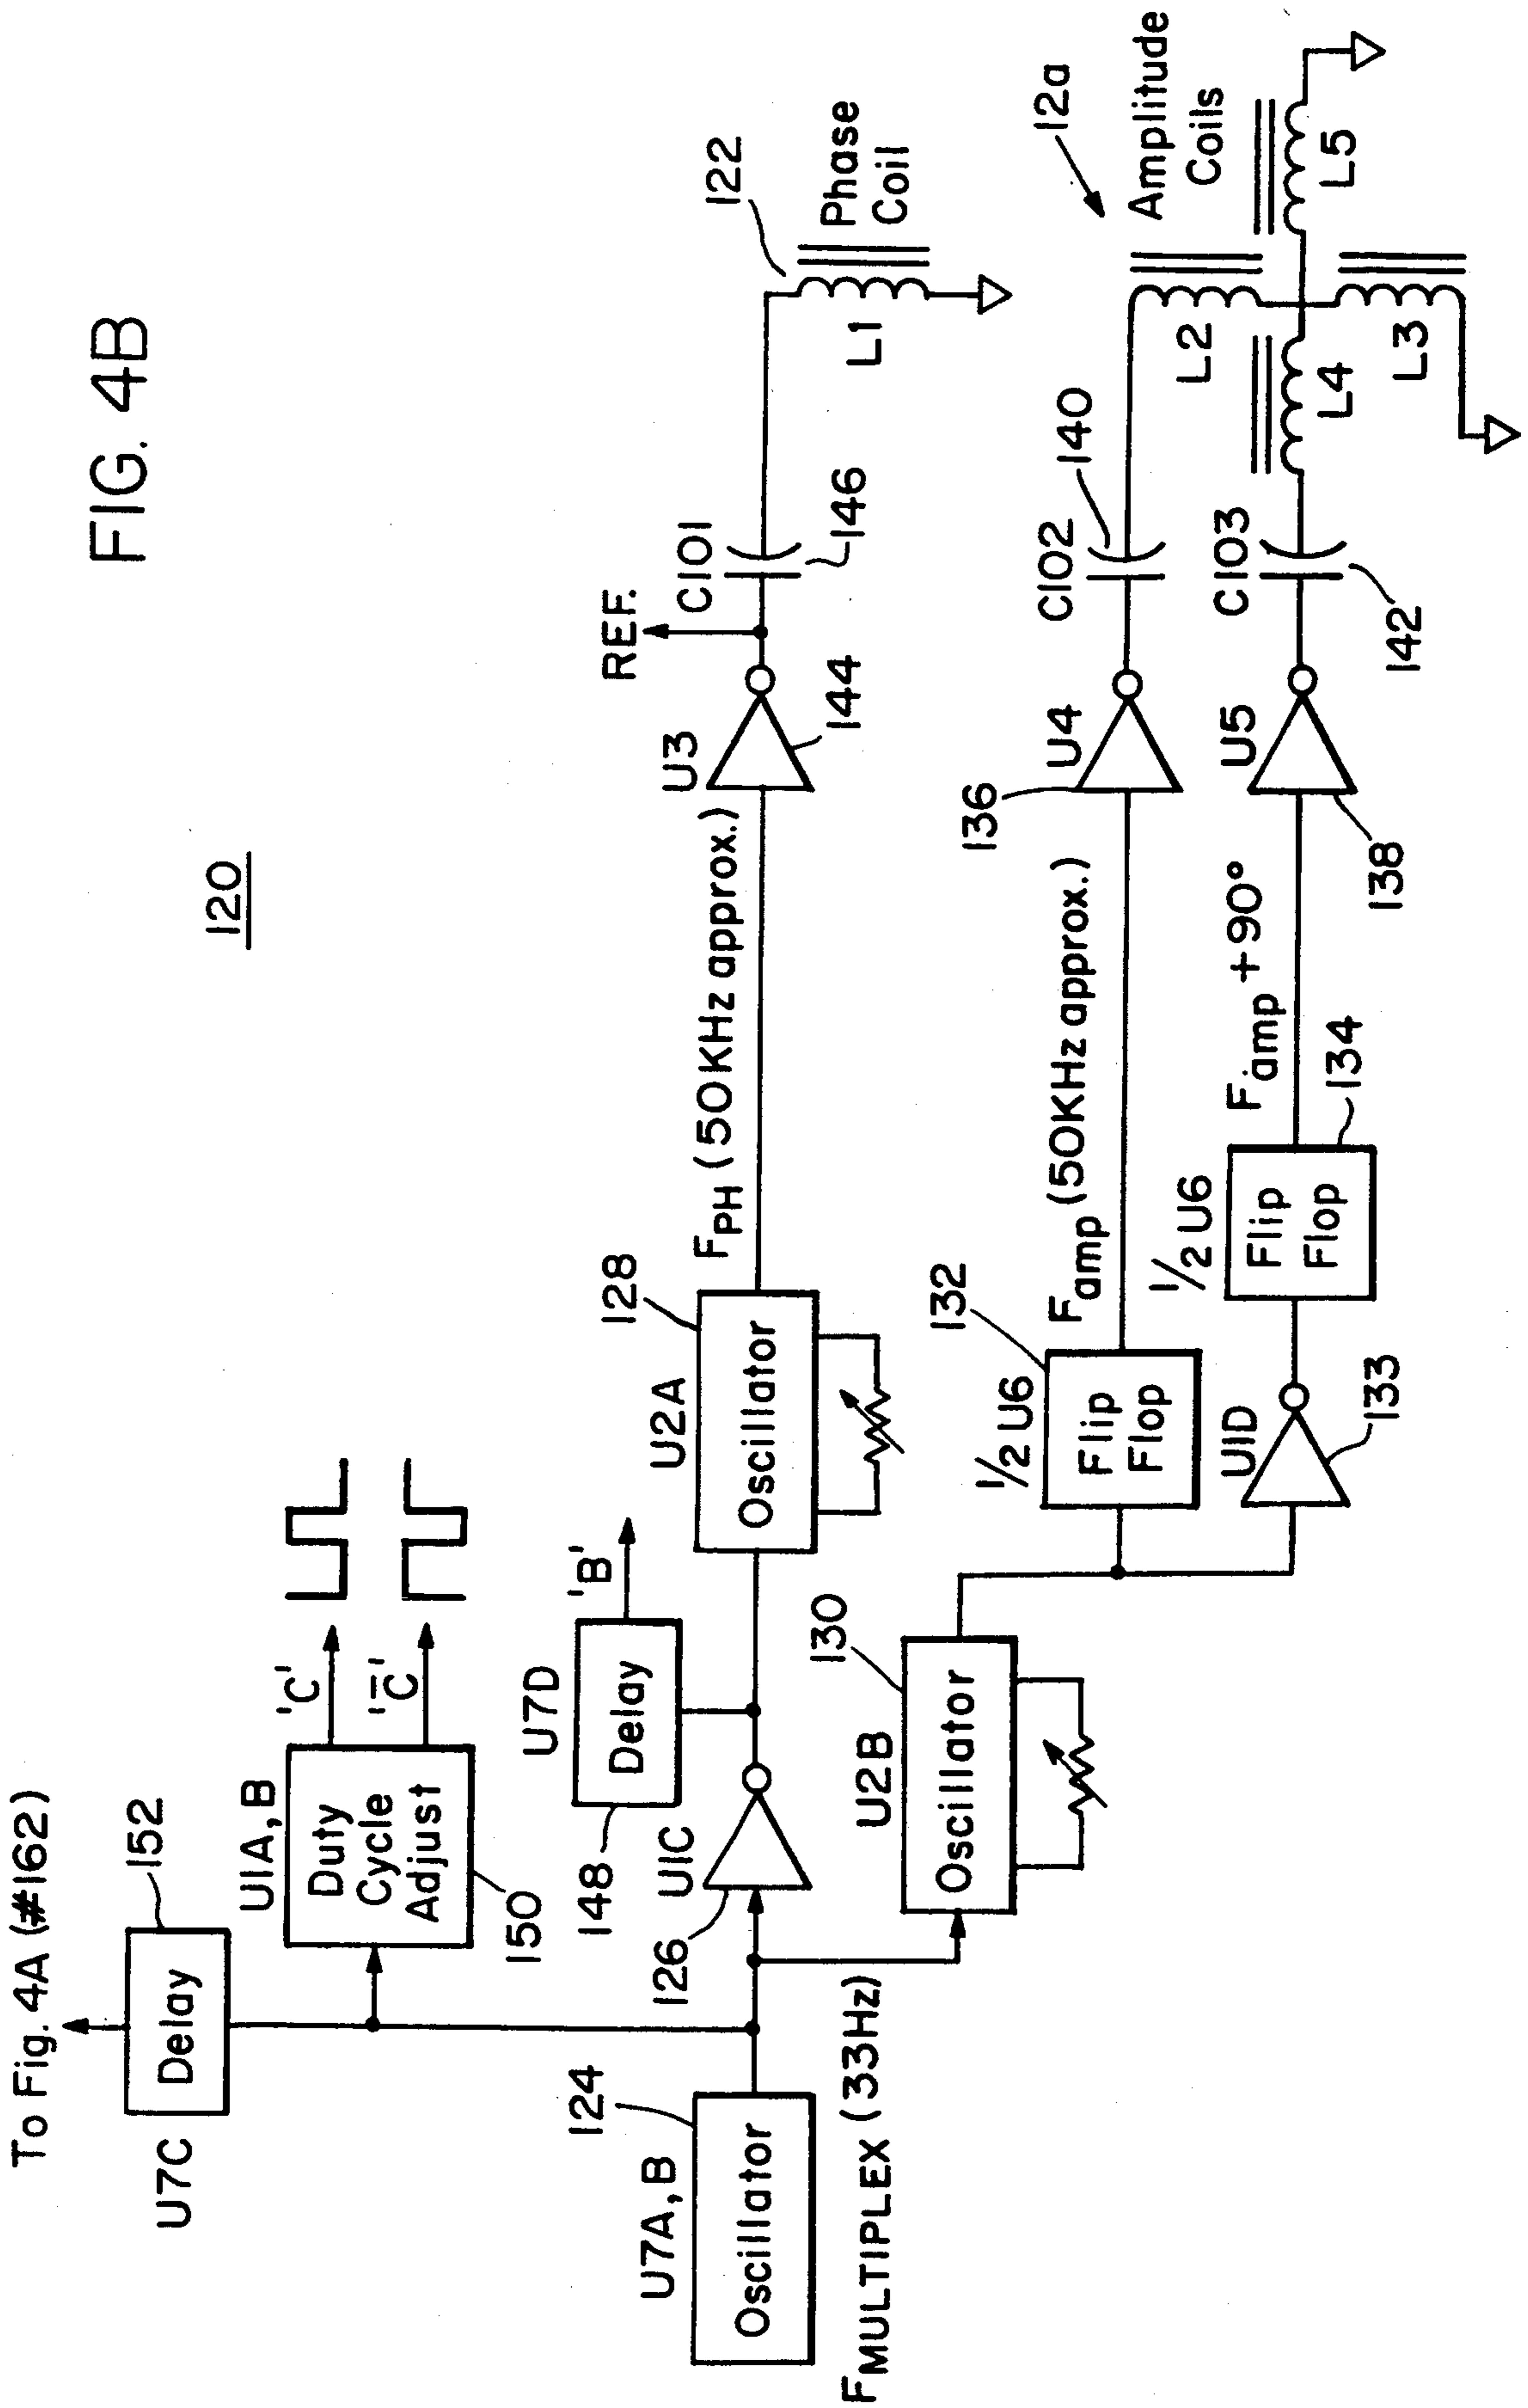 FIG. 4B
120
To Fig. 4A (#162)
152
Delay
U7C
U1A, B
Duty
Cycle
Adjust
150
'C'
'C̅'
U7D
Delay
148
'B'
124
U7A, B
Oscillator
FMULTIPLEX (33Hz)
U1C
126
128
U2A
Oscillator
FPH (50KHz approx.)
U3
144
REF.
C101
146
122
Phase
Coil
L1
130
U2B
Oscillator
132
1/2 U6
Flip
Flop
Famp (50KHz approx.)
136
U4
C102
140
12a
Amplitude
Coils
L2
L3
L4
L5
U1D
133
1/2 U6
Flip
Flop
134
Famp +90°
U5
138
C103
142